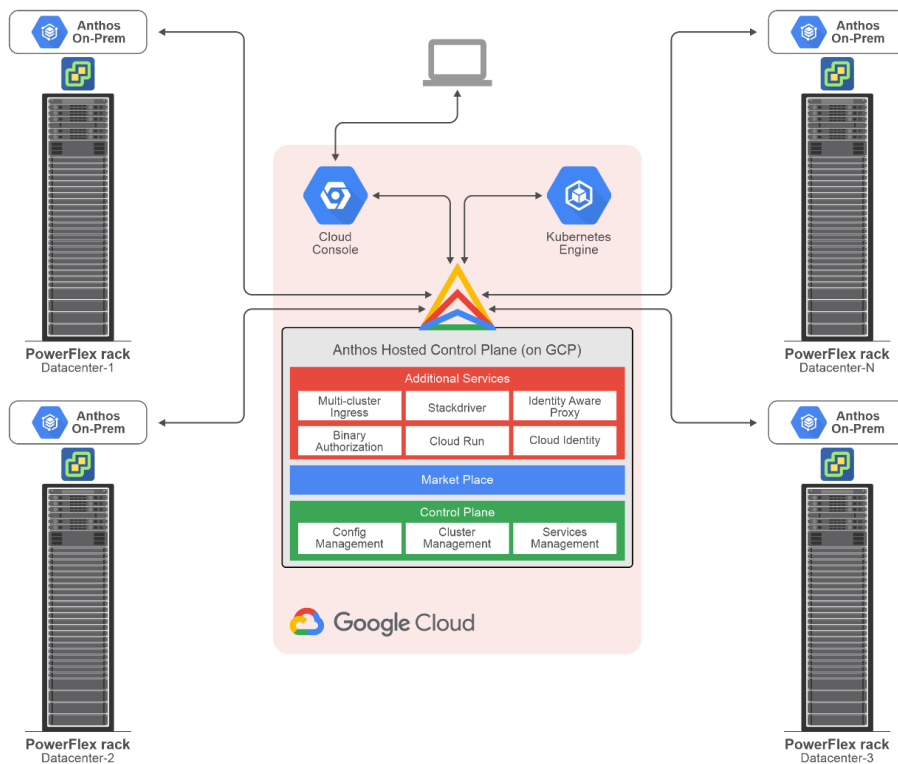 Anthos
On-Prem
PowerFlex rack
Datacenter-1
Anthos
On-Prem
PowerFlex rack
Datacenter-N
Cloud
Console
Kubernetes
Engine
Anthos Hosted Control Plane (on GCP)
Additional Services
Multi-cluster
Ingress
Stackdriver
Identity Aware
Proxy
Binary
Authorization
Cloud Run
Cloud Identity
Market Place
Control Plane
Config
Management
Cluster
Management
Services
Management
Google Cloud
Anthos
On-Prem
PowerFlex rack
Datacenter-2
Anthos
On-Prem
PowerFlex rack
Datacenter-3